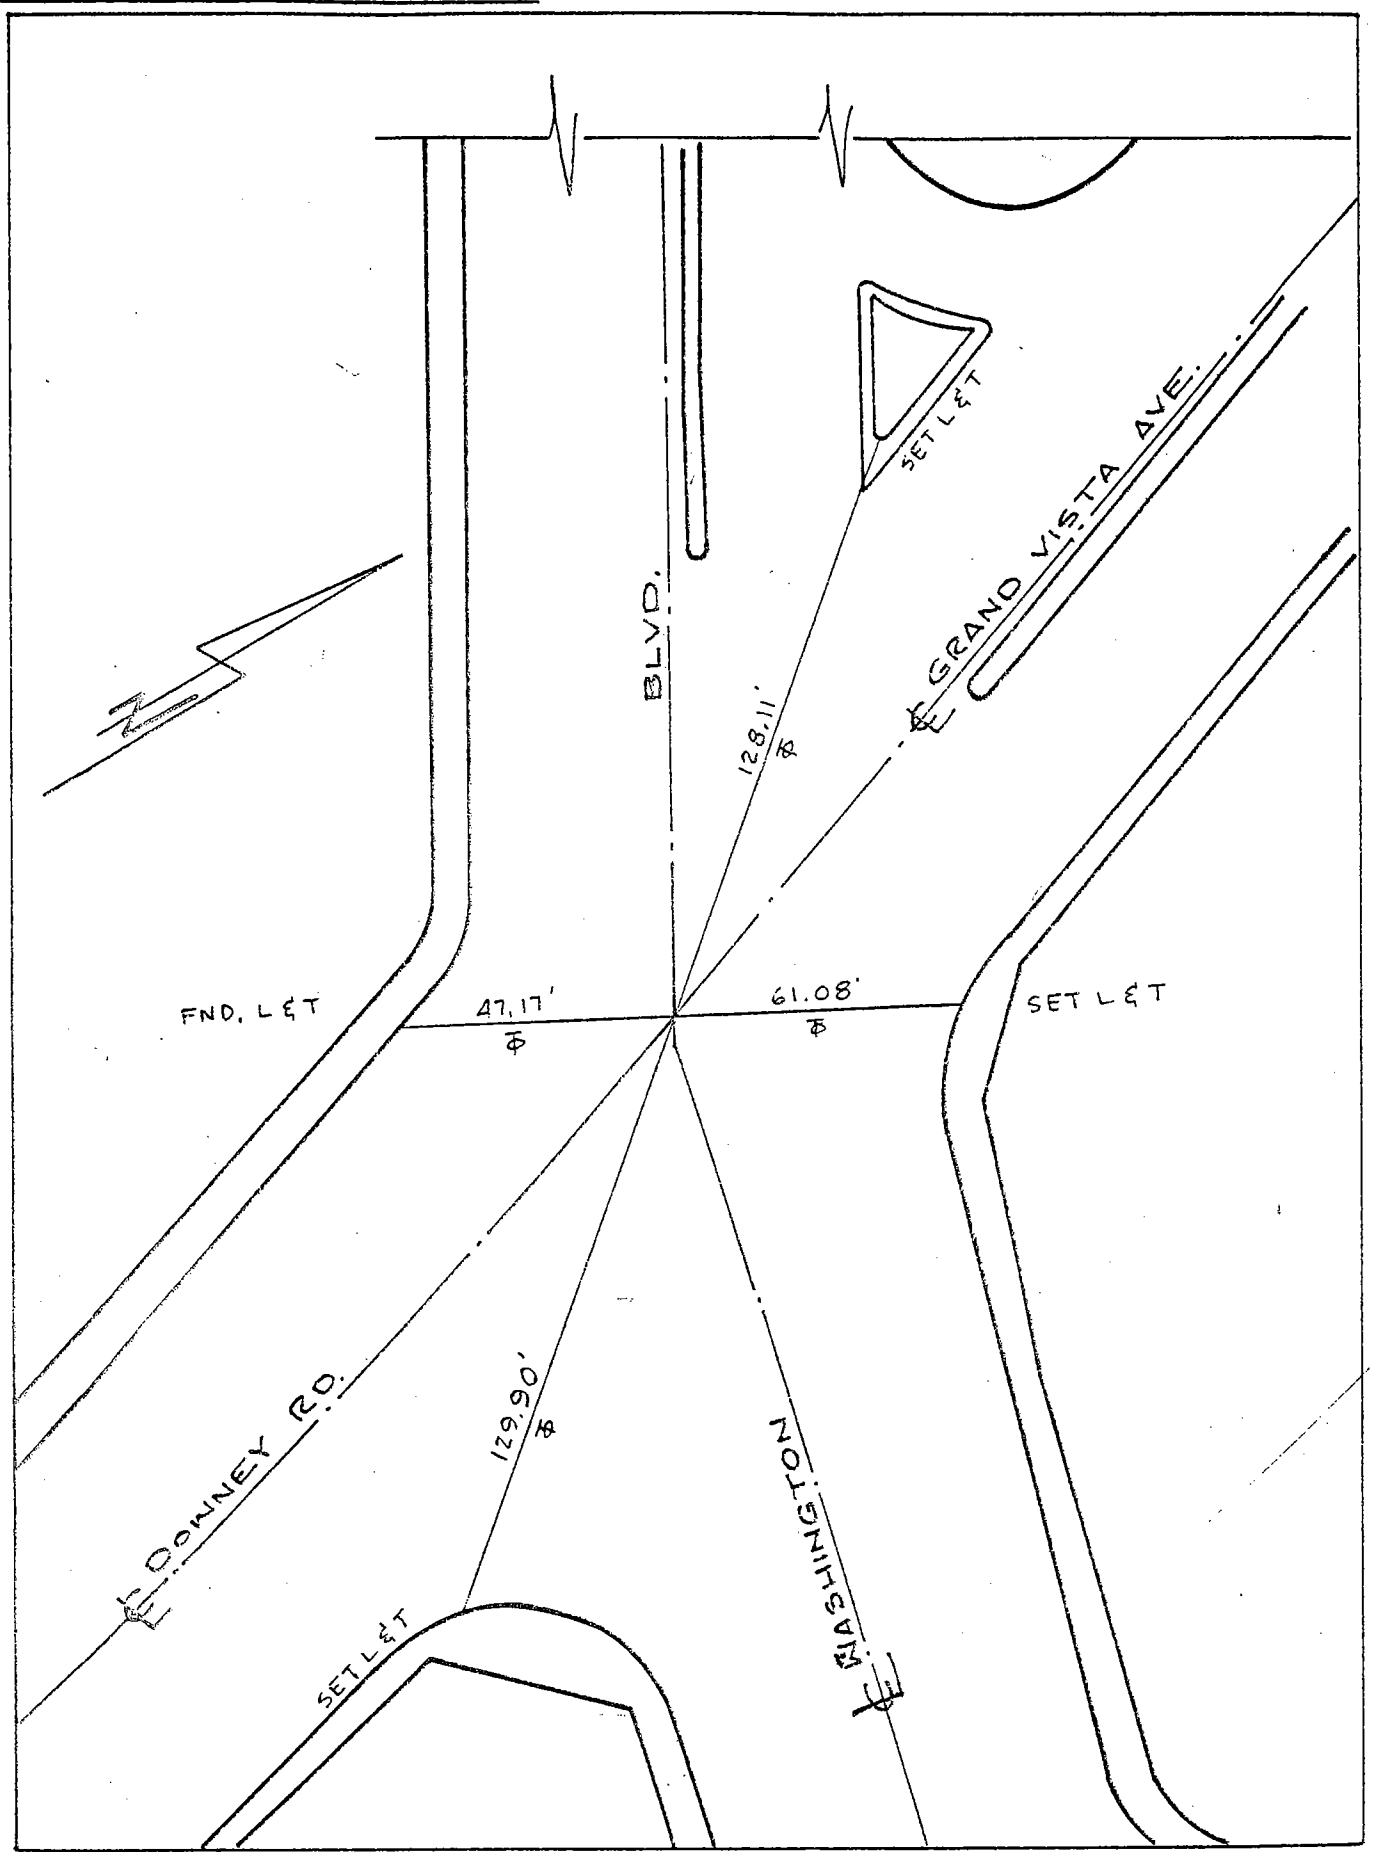 SET L & T
℄ GRAND VISTA AVE.
BLVD.
128.11'
N
FND. L & T
47.17'
61.08'
SET L & T
℄ DOWNEY RD.
129.90'
℄ WASHINGTON
SET L & T